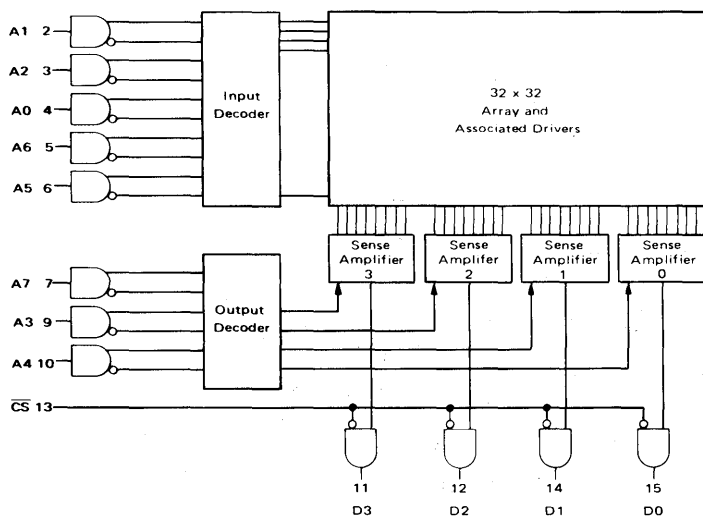 A1 2
A2 3
A0 4
A6 5
A5 6
Input
Decoder
32 x 32
Array and
Associated Drivers
Sense
Amplifier
3
Sense
Amplifer
2
Sense
Amplifier
1
Sense
Amplifier
0
A7 7
A3 9
A4 10
Output
Decoder
CS 13
11
12
14
15
D3
D2
D1
D0